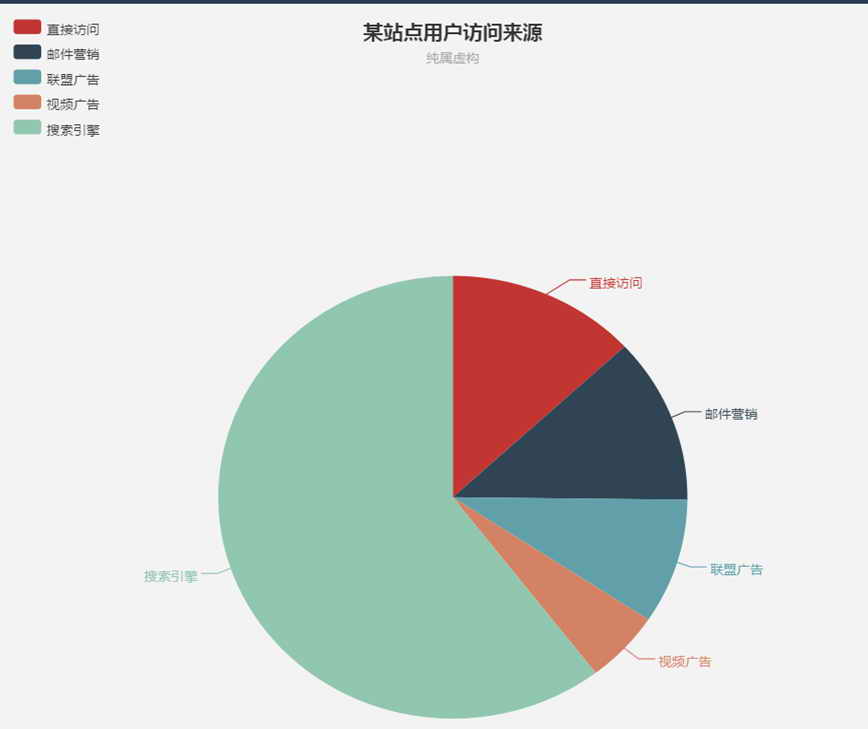 某站点用户访问来源
纯属虚构
直接访问
邮件营销
联盟广告
视频广告
搜索引擎
直接访问
邮件营销
联盟广告
视频广告
搜索引擎